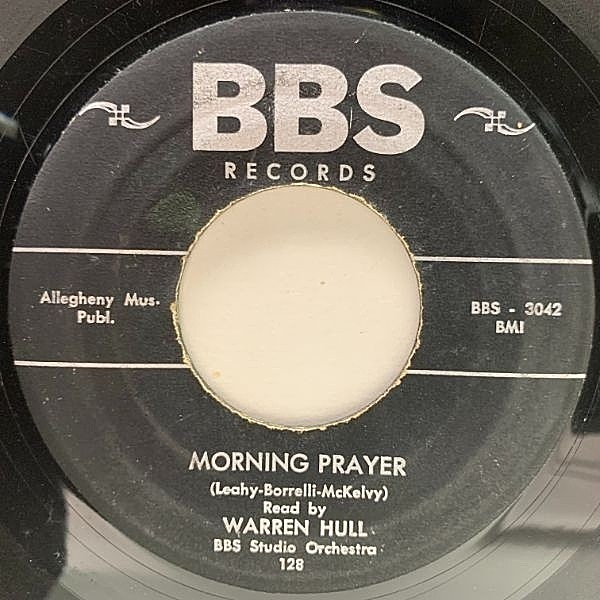 BBS
RECORDS
Allegheny Mus.
Publ.
BBS - 3042
BMI
MORNING PRAYER
(Leahy-Borrelli-McKelvy)
Read by
WARREN HULL
BBS Studio Orchestra
128